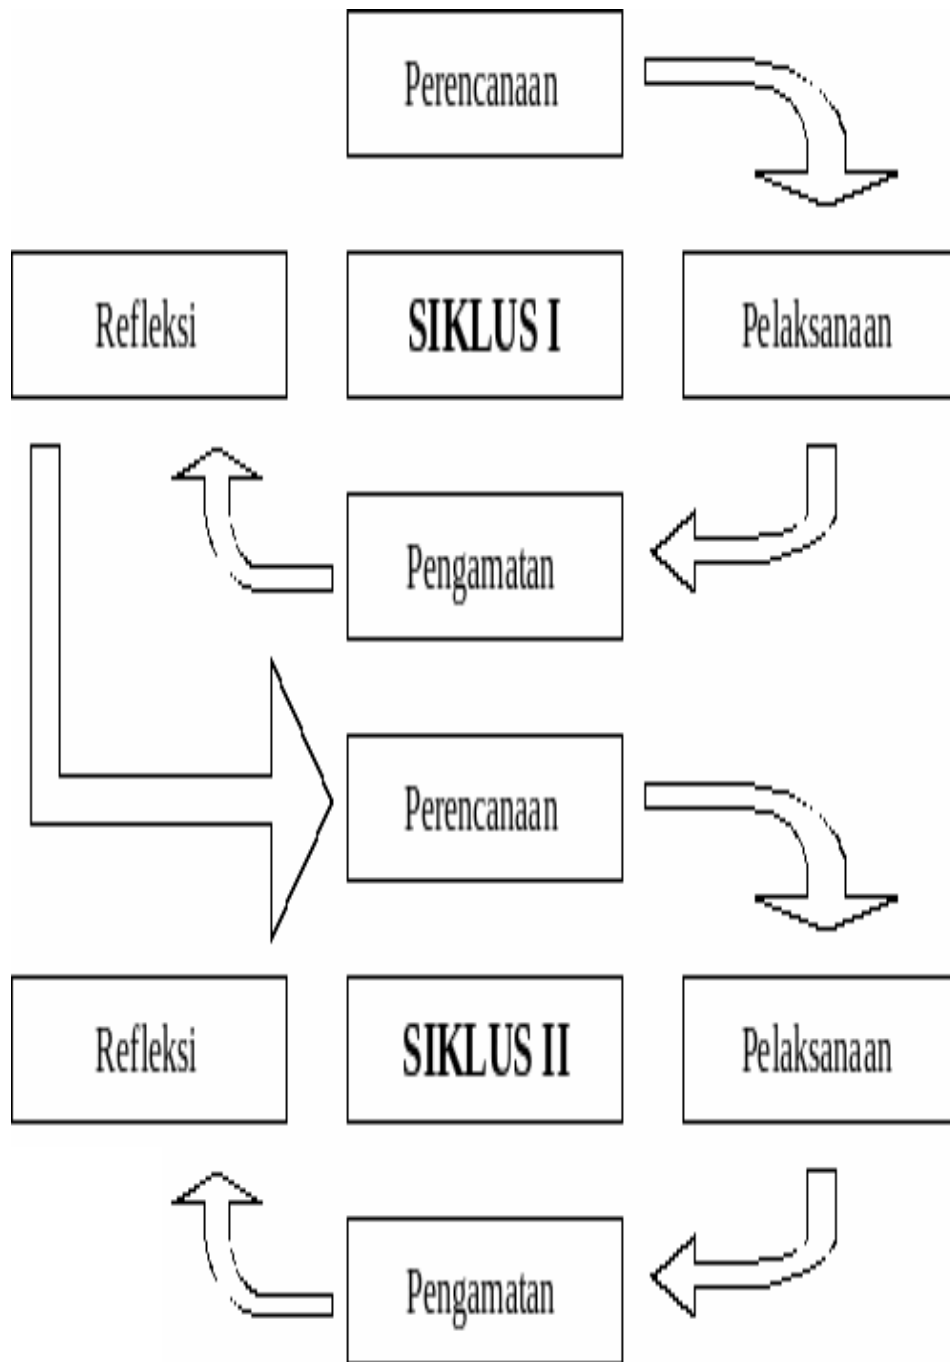 Perencanaan
Refleksi
SIKLUS I
Pelaksanaan
Pengamatan
Perencanaan
Refleksi
SIKLUS II
Pelaksanaan
Pengamatan